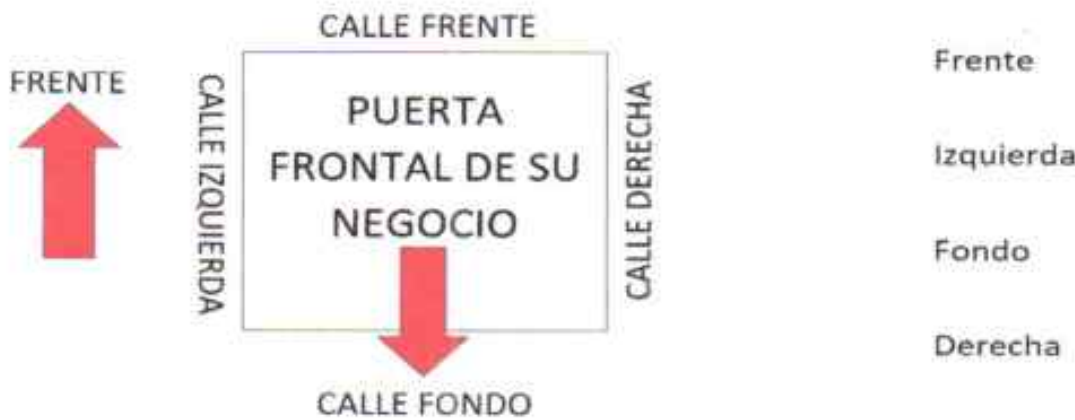 CALLE FRENTE
FRENTE
CALLE IZQUIERDA
PUERTA
FRONTAL DE SU
NEGOCIO
CALLE DERECHA
CALLE FONDO
Frente
Izquierda
Fondo
Derecha